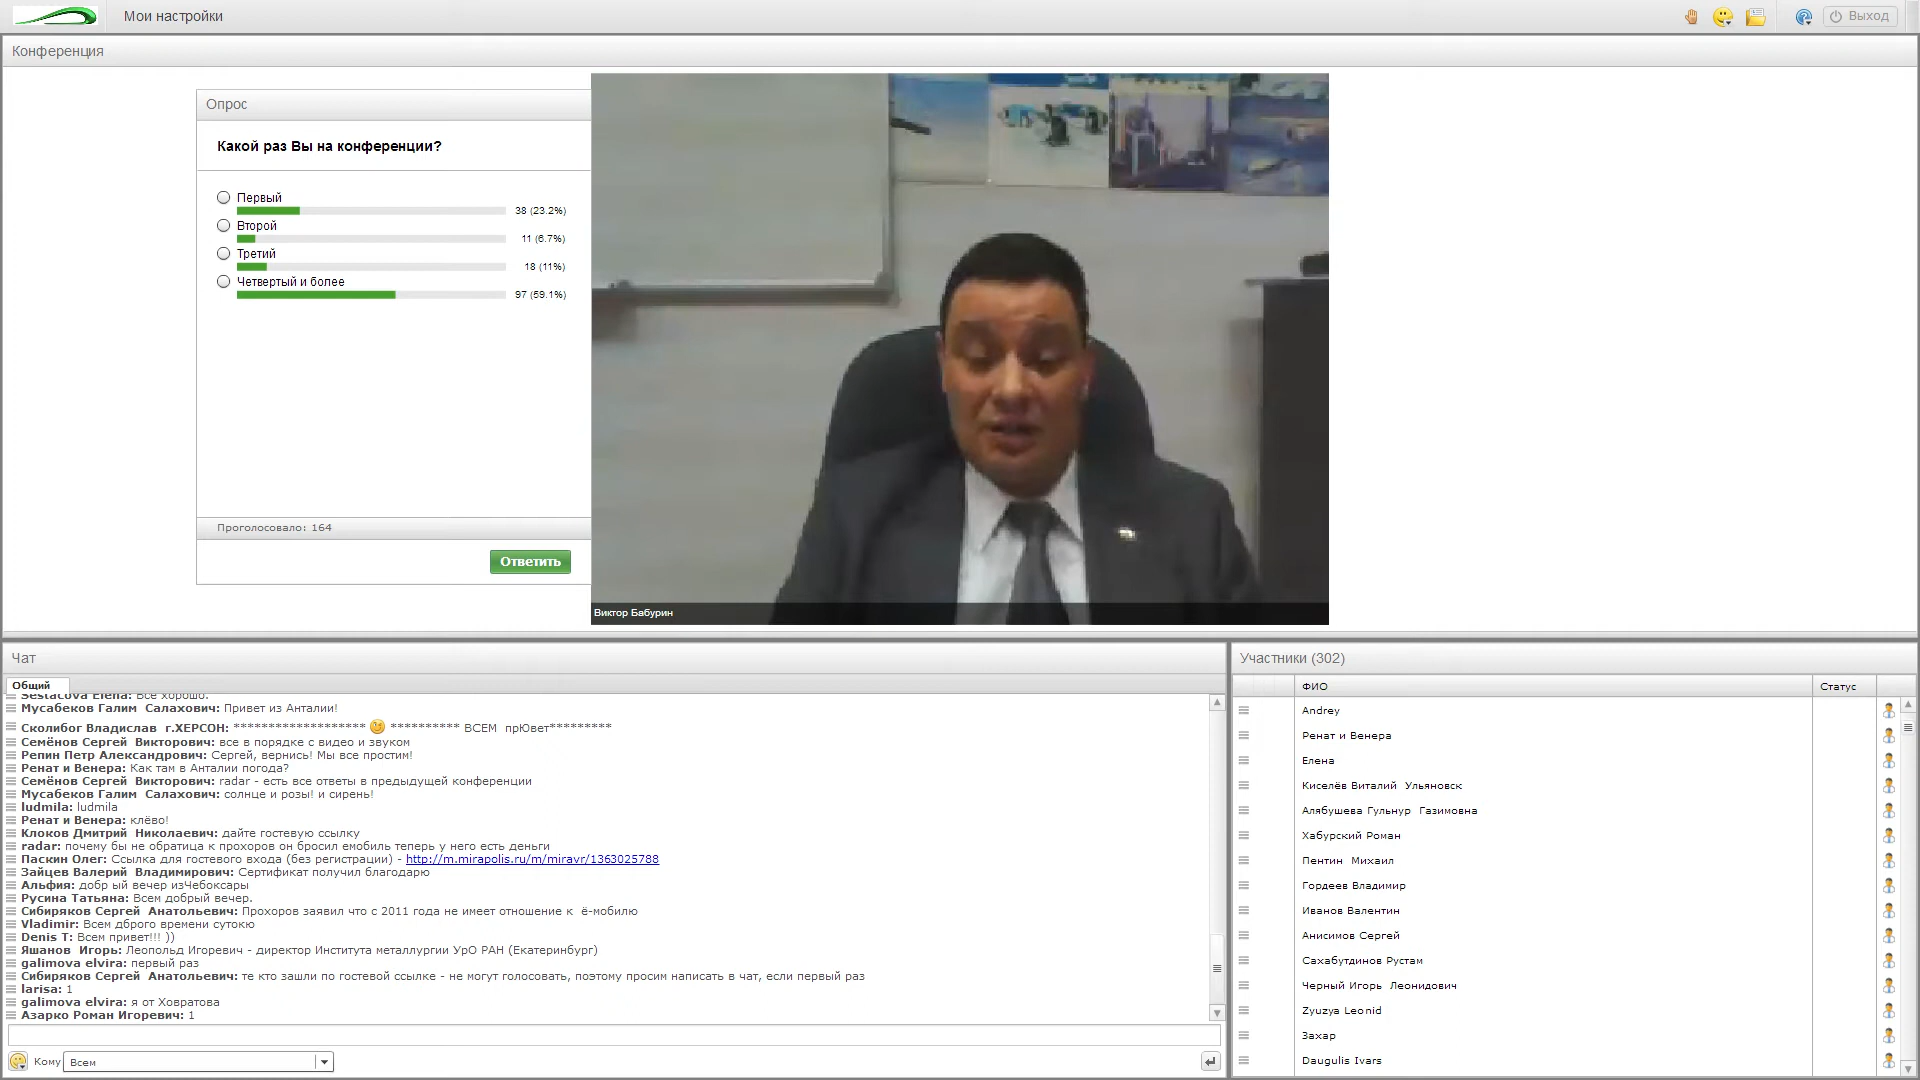 Мои настройки
Выход
Конференция
Опрос
Какой раз Вы на конференции?
Первый
38 (23.2%)
Второй
11 (6.7%)
Третий
18 (11%)
Четвертый и более
97 (59.1%)
Проголосовало: 164
Ответить
Виктор Бабурин
Чат
Общий
Sestacova Elena: Все хорошо.
Мусабеков Галим Салахович: Привет из Анталии!
Сколибог Владислав г.ХЕРСОН: ******************* ********** ВСЕМ прЮвет*********
Семёнов Сергей Викторович: все в порядке с видео и звуком
Репин Петр Александрович: Сергей, вернись! Мы все простим!
Ренат и Венера: Как там в Анталии погода?
Семёнов Сергей Викторович: radar - есть все ответы в предыдущей конференции
Мусабеков Галим Салахович: солнце и розы! и сирень!
ludmila: ludmila
Ренат и Венера: клёво!
Клоков Дмитрий Николаевич: дайте гостевую ссылку
radar: почему бы не обратица к прохоров он бросил емобиль теперь у него есть деньги
Паскин Олег: Ссылка для гостевого входа (без регистрации) - http://m.mirapolis.ru/m/miravr/1363025788
Зайцев Валерий Владимирович: Сертификат получил благодарю
Альфия: добр ый вечер изЧебоксары
Русина Татьяна: Всем добрый вечер.
Сибиряков Сергей Анатольевич: Прохоров заявил что с 2011 года не имеет отношение к ё-мобилю
Vladimir: Всем дброго времени сутокю
Denis T: Всем привет!!! ))
Яшанов Игорь: Леопольд Игоревич - директор Института металлургии УрО РАН (Екатеринбург)
galimova elvira: первый раз
Сибиряков Сергей Анатольевич: те кто зашли по гостевой ссылке - не могут голосовать, поэтому просим написать в чат, если первый раз
larisa: 1
galimova elvira: я от Ховратова
Азарко Роман Игоревич: 1
Кому
Всем
Участники (302)
ФИО
Статус
Andrey
Ренат и Венера
Елена
Киселёв Виталий Ульяновск
Алябушева Гульнур Газимовна
Хабурский Роман
Пентин Михаил
Гордеев Владимир
Иванов Валентин
Анисимов Сергей
Сахабутдинов Рустам
Черный Игорь Леонидович
Zyuzya Leonid
Захар
Daugulis Ivars